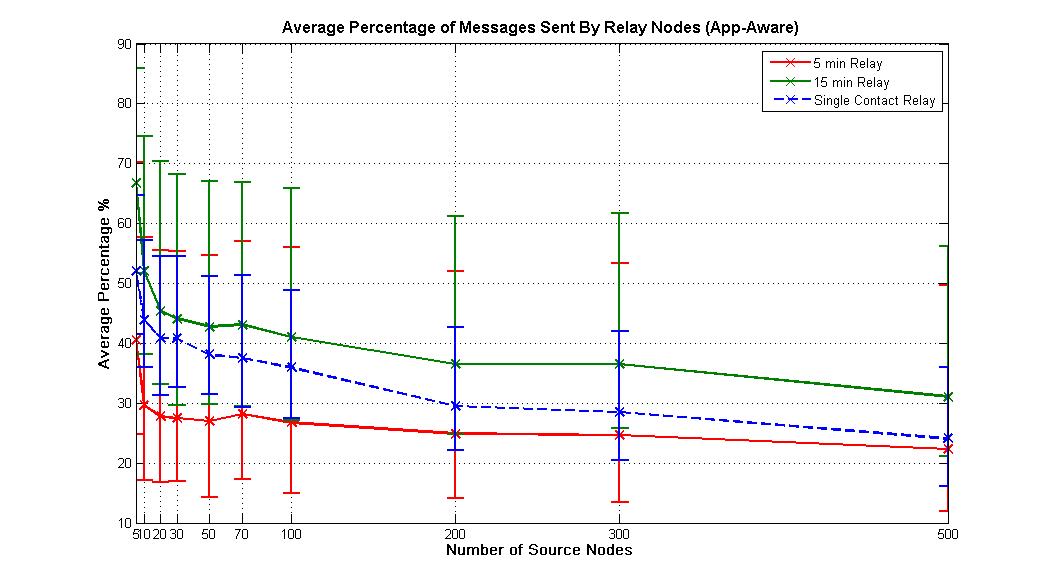 Average Percentage of Messages Sent By Relay Nodes (App-Aware)
90
80
70
60
50
40
30
20
10
Average Percentage %
5 min Relay
15 min Relay
Single Contact Relay
5 10 20 30 50 70 100 200 300 500
Number of Source Nodes